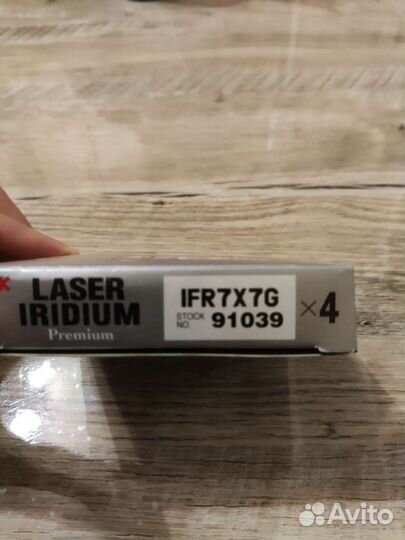 LASER
IRIDIUM
Premium
IFR7X7G
STOCK NO. 91039
×4
Avito